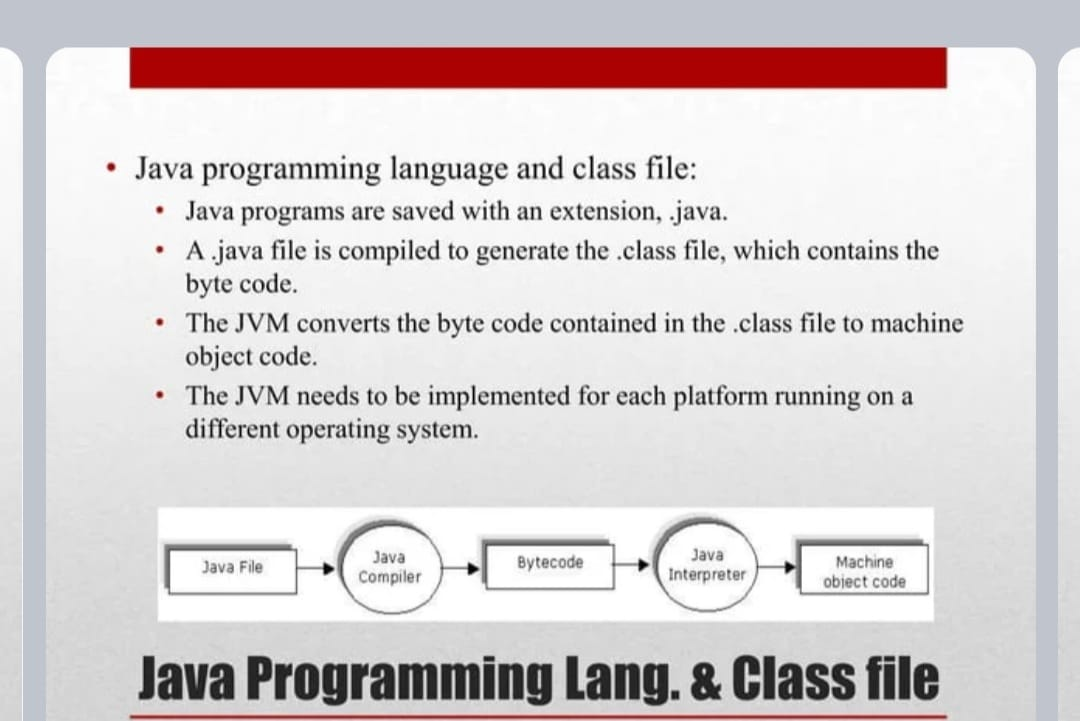 • Java programming language and class file:
• Java programs are saved with an extension, .java.
• A .java file is compiled to generate the .class file, which contains the
byte code.
• The JVM converts the byte code contained in the .class file to machine
object code.
• The JVM needs to be implemented for each platform running on a
different operating system.
Java File
Java
Compiler
Bytecode
Java
Interpreter
Machine
object code
Java Programming Lang. & Class file